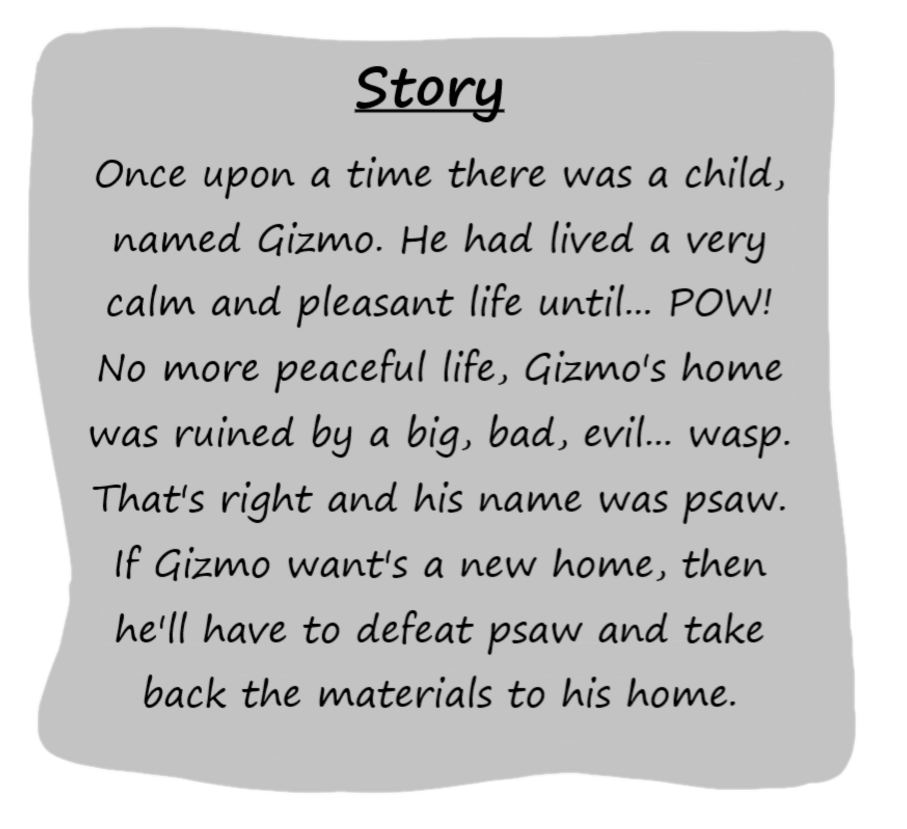 Story
Once upon a time there was a child,
named Gizmo. He had lived a very
calm and pleasant life until... POW!
No more peaceful life, Gizmo's home
was ruined by a big, bad, evil... wasp.
That's right and his name was psaw.
If Gizmo want's a new home, then
he'll have to defeat psaw and take
back the materials to his home.